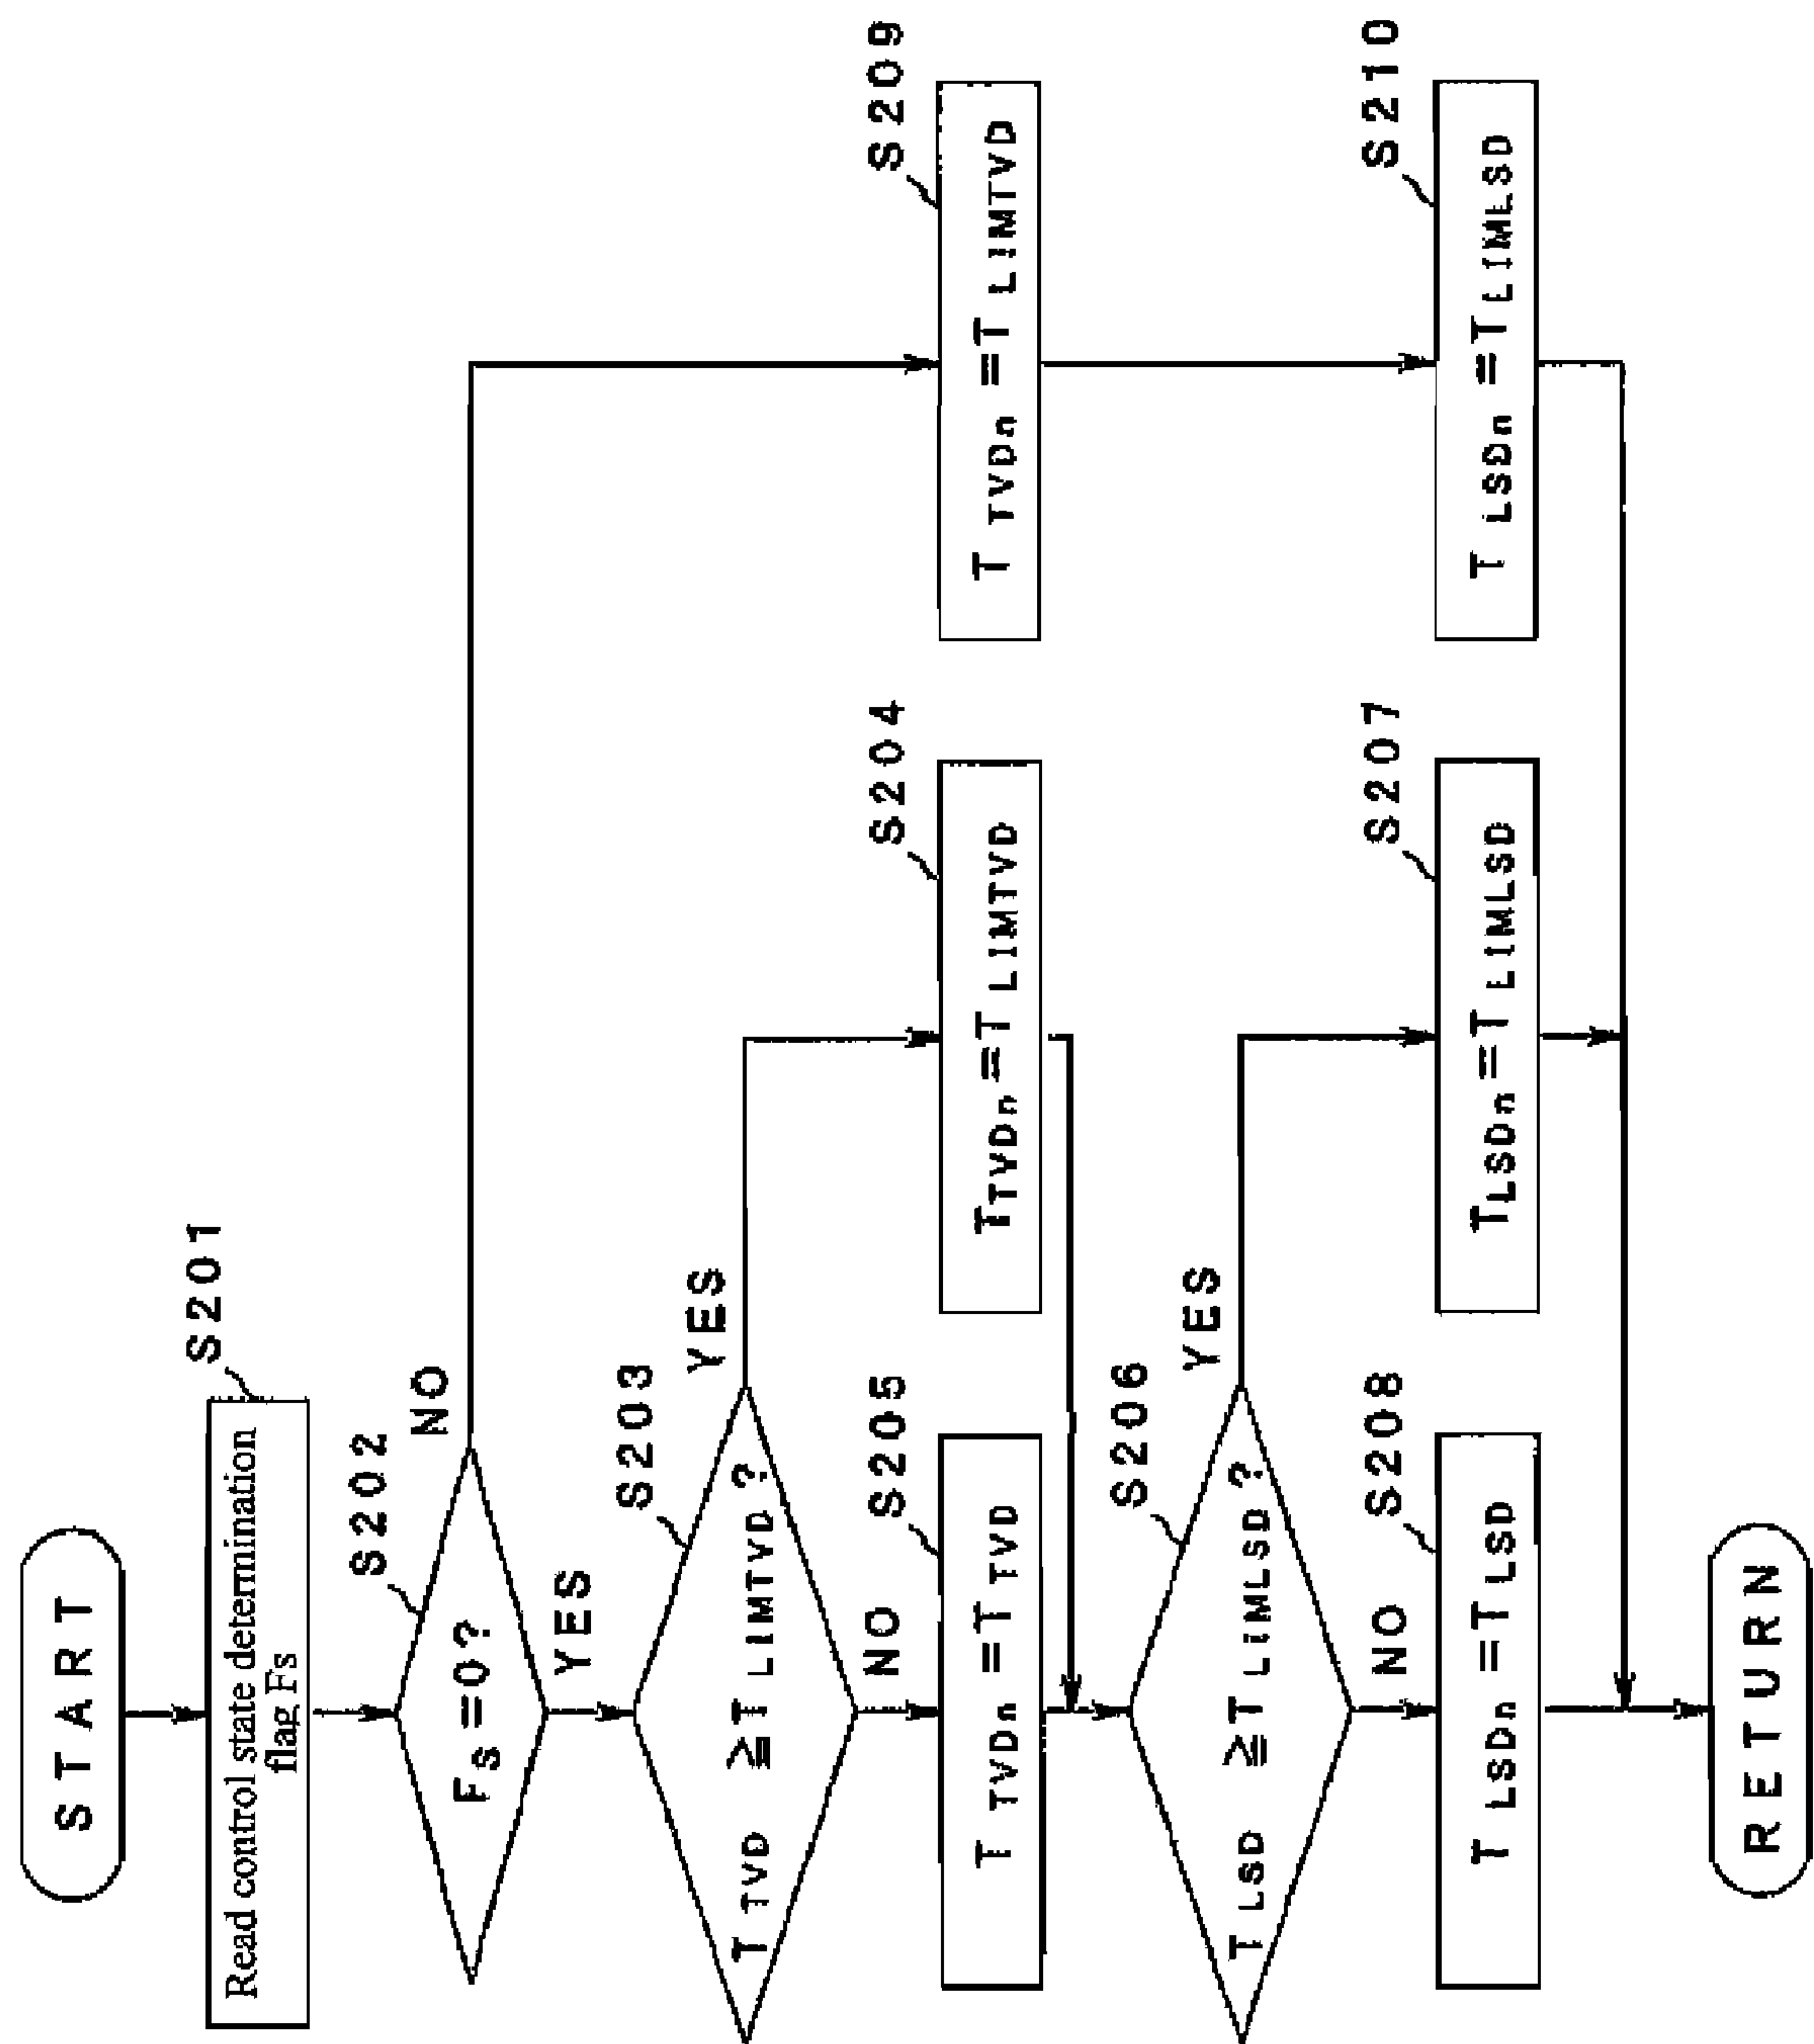 START
S201
Read control state determination
flag Fs
S202
Fs=0?
NO
YES
S203
TTVD ≧TLIMTVD?
YES
NO
S204
TTVDn=TLIMTVD
S205
TTVDn=TTVD
S209
TTVDn=TLIMTVD
S206
TLSD ≧TLIMLSD?
YES
NO
S207
TLSDn=TLIMLSD
S208
TLSDn=TLSD
S210
TLSDn=TLIMLSD
RETURN